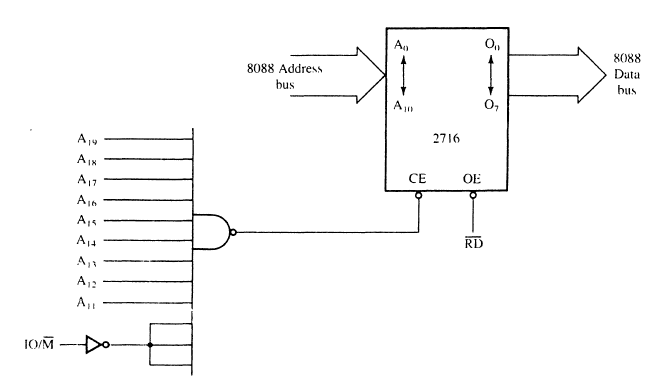 A₀
O₀
8088 Address
bus
8088
Data
bus
A₁₀
O₇
2716
CE
OE
R̅D̅
A₁₉
A₁₈
A₁₇
A₁₆
A₁₅
A₁₄
A₁₃
A₁₂
A₁₁
IO/M̅